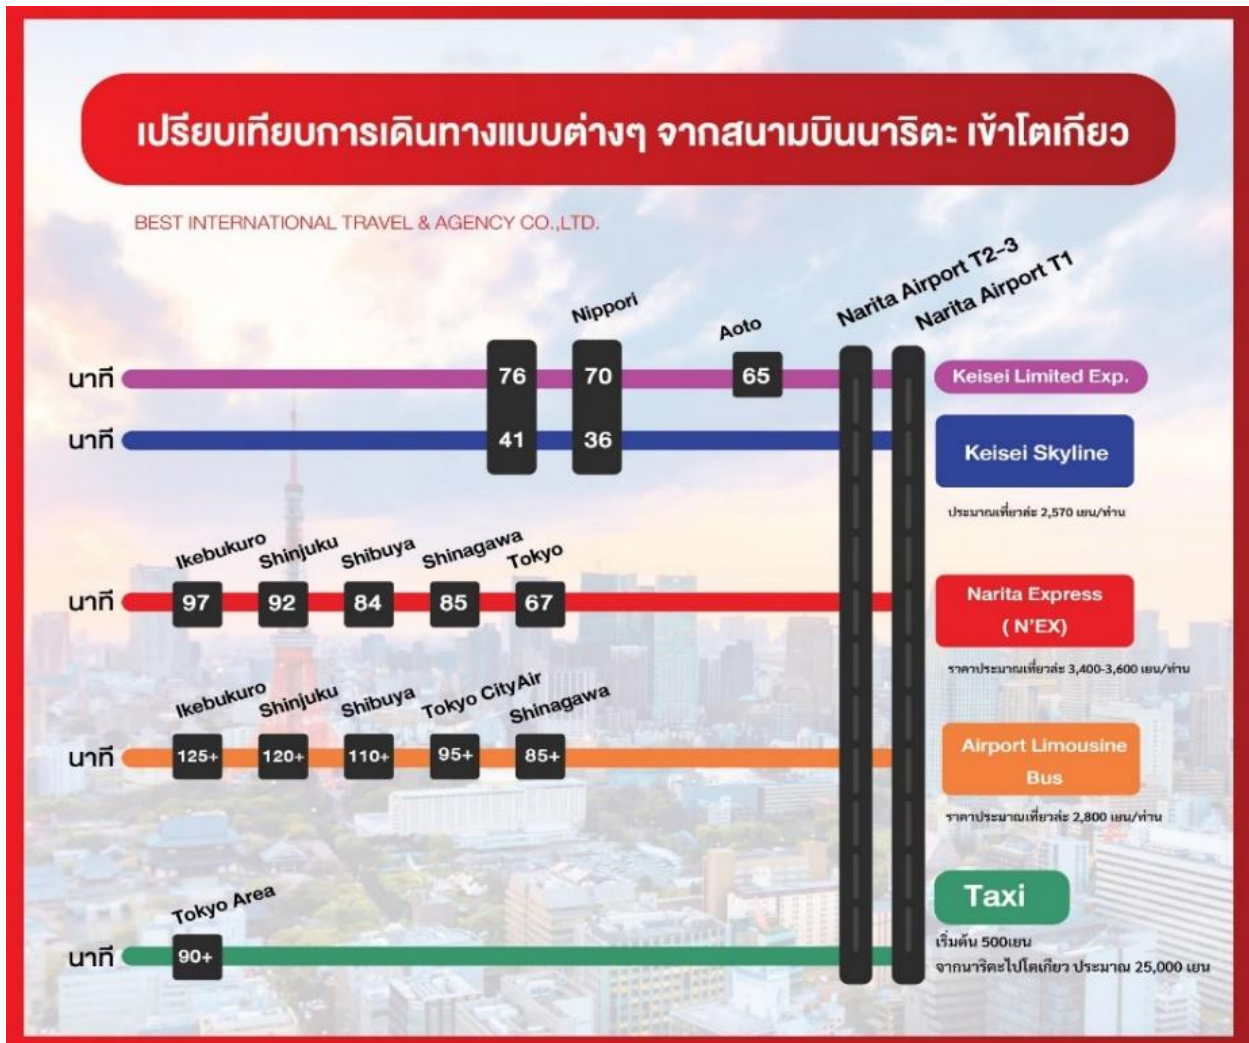 เปรียบเทียบการเดินทางแบบต่างๆ จากสนามบินนาริตะ เข้าโตเกียว
BEST INTERNATIONAL TRAVEL & AGENCY CO.,LTD.
Nippori
Aoto
Narita Airport T2-3
Narita Airport T1
นาที
76
70
65
Keisei Limited Exp.
นาที
41
36
Keisei Skyline
ประมาณเที่ยวล่ะ 2,570 เยน/ท่าน
Ikebukuro
Shinjuku
Shibuya
Shinagawa
Tokyo
นาที
97
92
84
85
67
Narita Express
( N'EX)
ราคาประมาณเที่ยวล่ะ 3,400-3,600 เยน/ท่าน
Ikebukuro
Shinjuku
Shibuya
Tokyo CityAir
Shinagawa
นาที
125+
120+
110+
95+
85+
Airport Limousine
Bus
ราคาประมาณเที่ยวล่ะ 2,800 เยน/ท่าน
Tokyo Area
นาที
90+
Taxi
เริ่มต้น 500เยน
จากนาริตะไปโตเกียว ประมาณ 25,000 เยน